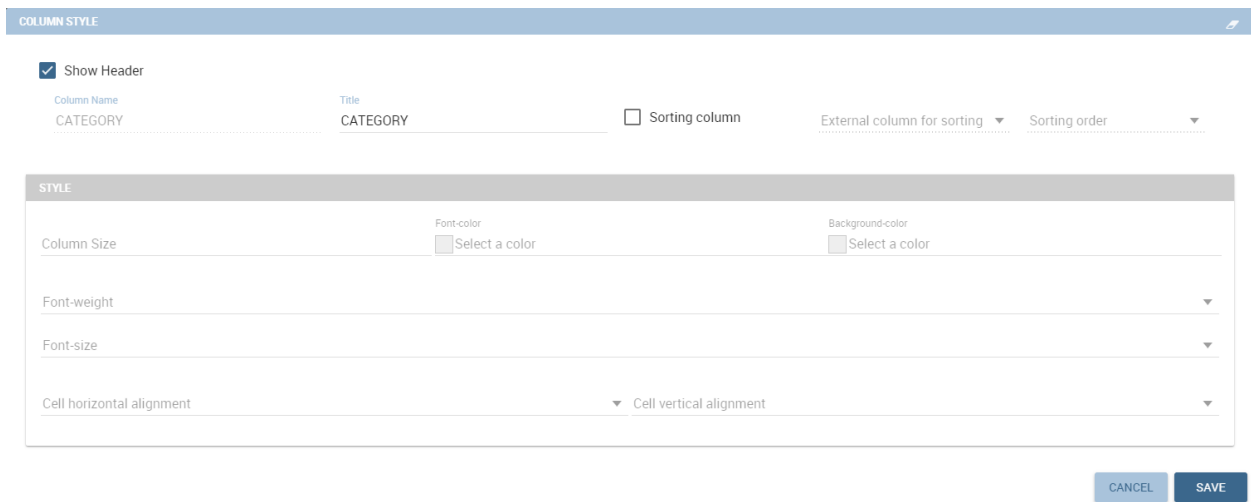 COLUMN STYLE
Show Header
Column Name Title
CATEGORY CATEGORY Sorting column External column for sorting Sorting order
STYLE
Font-color Background-color
Column Size Select a color Select a color
Font-weight
Font-size
Cell horizontal alignment Cell vertical alignment
CANCEL SAVE